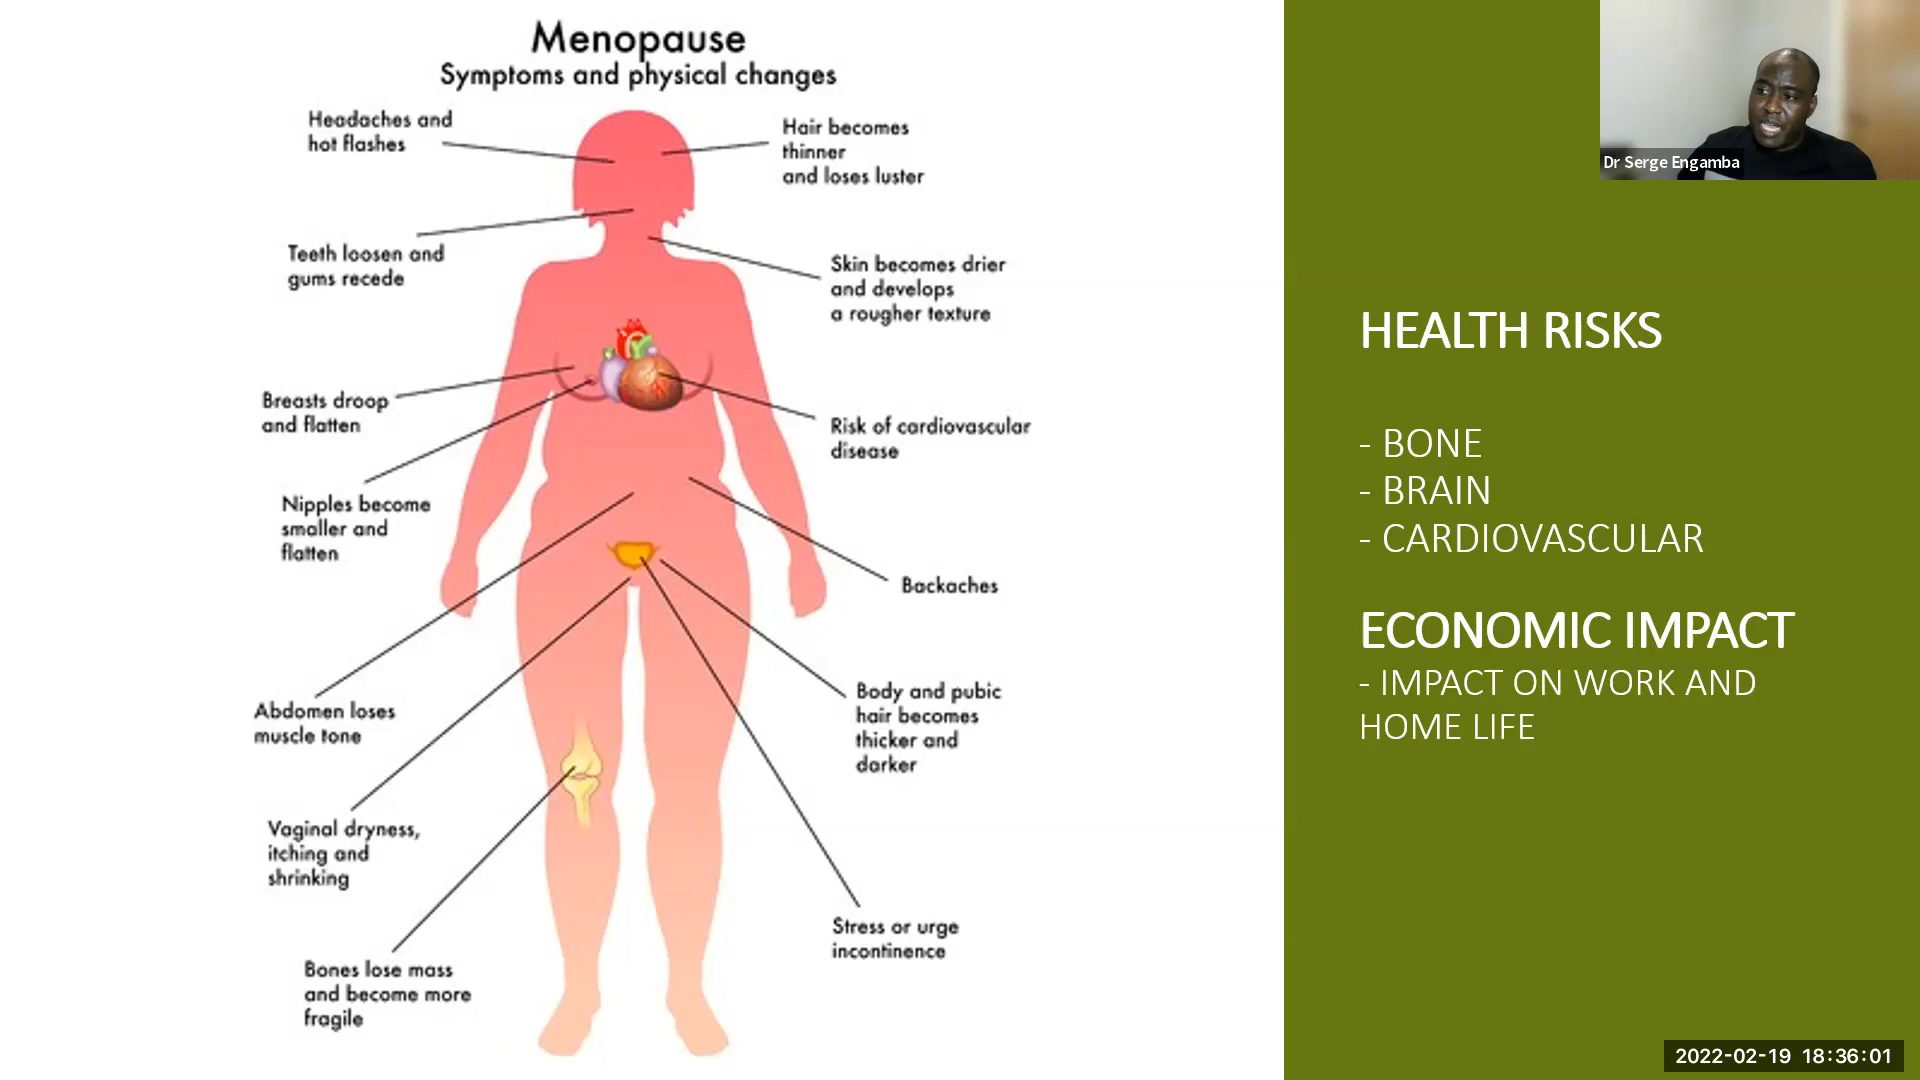 Menopause
Symptoms and physical changes
Headaches and
hot flashes
Hair becomes
thinner
and loses luster
Teeth loosen and
gums recede
Skin becomes drier
and develops
a rougher texture
Breasts droop
and flatten
Risk of cardiovascular
disease
Nipples become
smaller and
flatten
Backaches
Abdomen loses
muscle tone
Body and pubic
hair becomes
thicker and
darker
Vaginal dryness,
itching and
shrinking
Stress or urge
incontinence
Bones lose mass
and become more
fragile
Dr Serge Engamba
HEALTH RISKS
- BONE
- BRAIN
- CARDIOVASCULAR
ECONOMIC IMPACT
- IMPACT ON WORK AND
HOME LIFE
2022-02-19 18:36:01